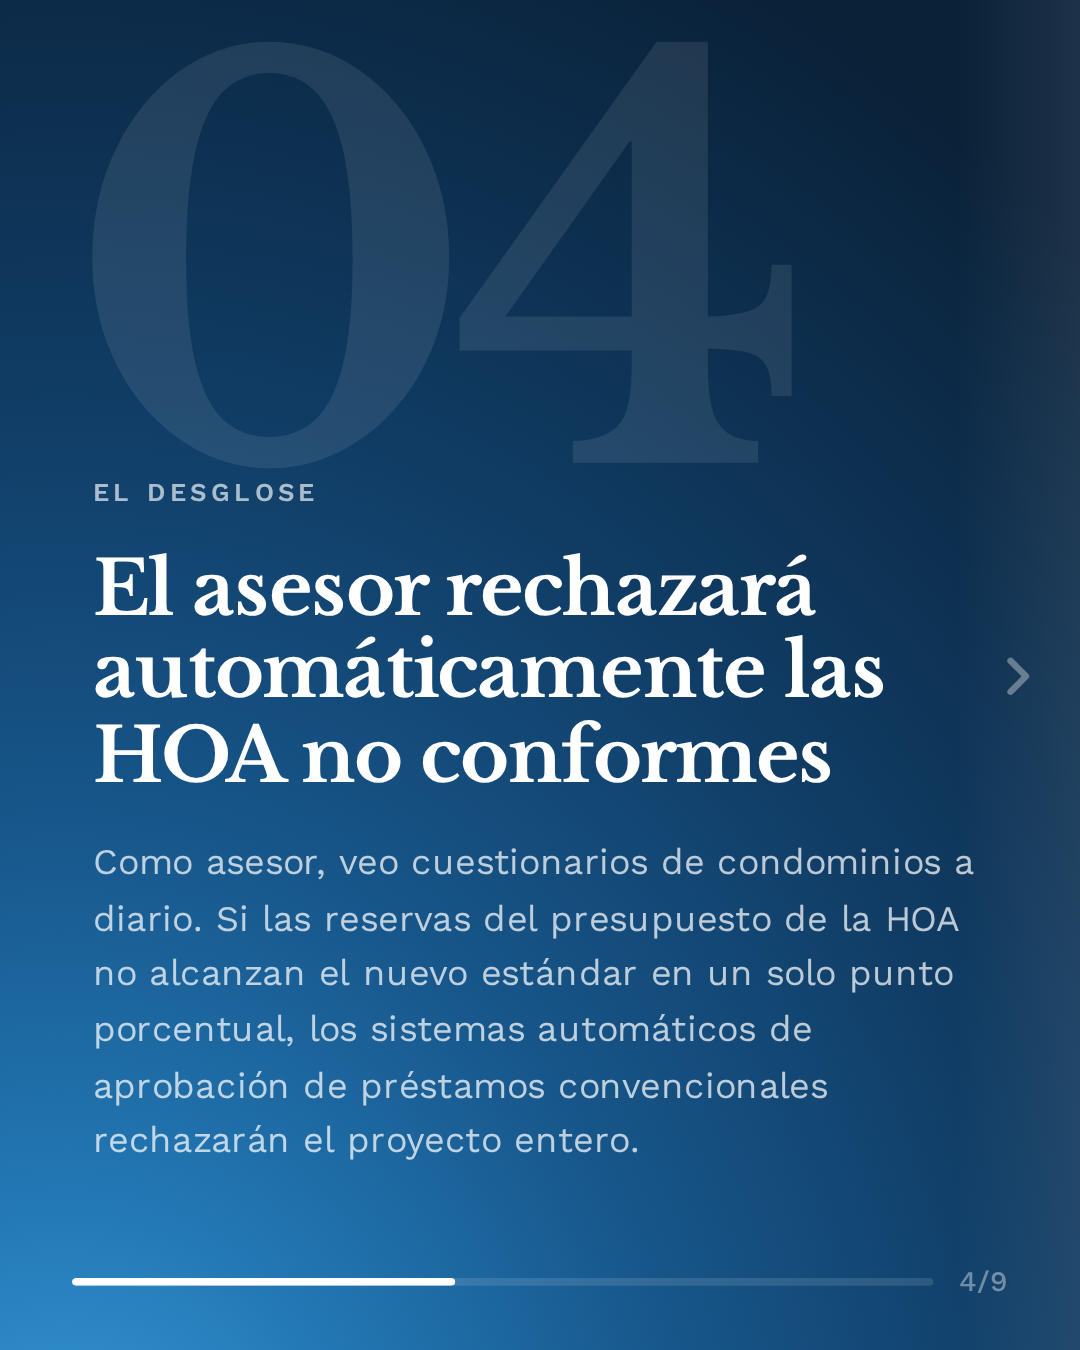 04
EL DESGLOSE
El asesor rechazará
automáticamente las
HOA no conformes
Como asesor, veo cuestionarios de condominios a
diario. Si las reservas del presupuesto de la HOA
no alcanzan el nuevo estándar en un solo punto
porcentual, los sistemas automáticos de
aprobación de préstamos convencionales
rechazarán el proyecto entero.
4/9